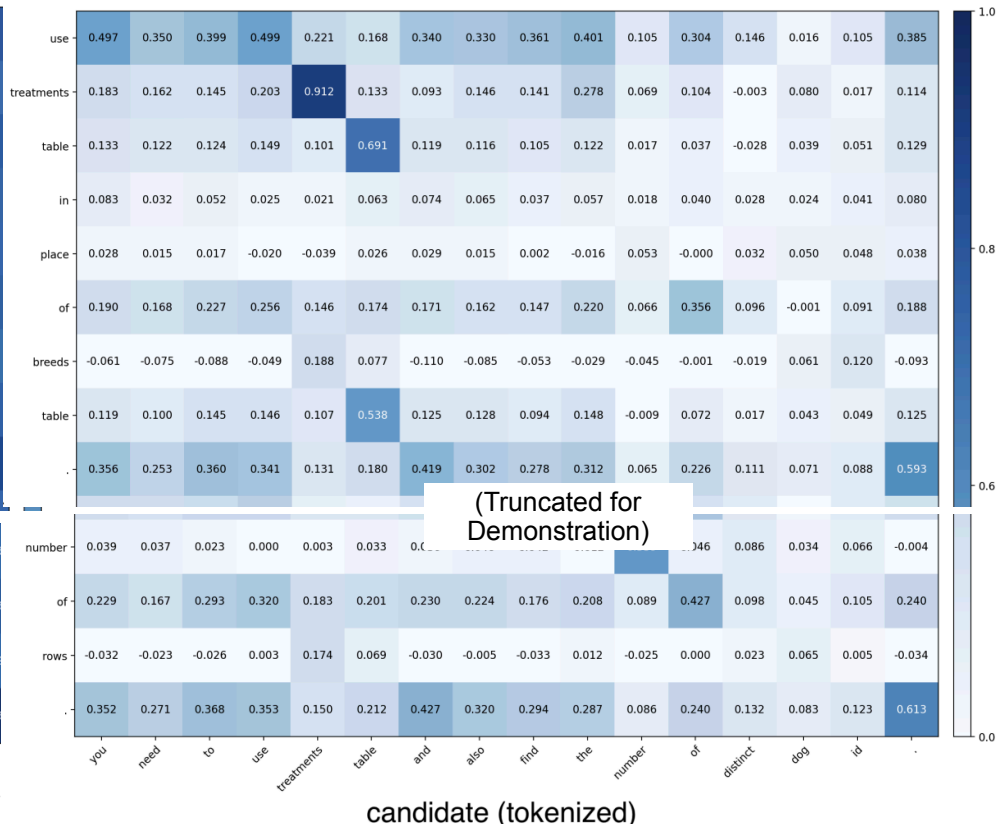 use 0.497 0.350 0.399 0.499 0.221 0.168 0.340 0.330 0.361 0.401 0.105 0.304 0.146 0.016 0.105 0.385
treatments 0.183 0.162 0.145 0.203 0.912 0.133 0.093 0.146 0.141 0.278 0.069 0.104 -0.003 0.080 0.017 0.114
table 0.133 0.122 0.124 0.149 0.101 0.691 0.119 0.116 0.105 0.122 0.017 0.037 -0.028 0.039 0.051 0.129
in 0.083 0.032 0.052 0.025 0.021 0.063 0.074 0.065 0.037 0.057 0.018 0.040 0.028 0.024 0.041 0.080
place 0.028 0.015 0.017 -0.020 -0.039 0.026 0.029 0.015 0.002 -0.016 0.053 -0.000 0.032 0.050 0.048 0.038
of 0.190 0.168 0.227 0.256 0.146 0.174 0.171 0.162 0.147 0.220 0.066 0.356 0.096 -0.001 0.091 0.188
breeds -0.061 -0.075 -0.088 -0.049 0.188 0.077 -0.110 -0.085 -0.053 -0.029 -0.045 -0.001 -0.019 0.061 0.120 -0.093
table 0.119 0.100 0.145 0.146 0.107 0.538 0.125 0.128 0.094 0.148 -0.009 0.072 0.017 0.043 0.049 0.125
. 0.356 0.253 0.360 0.341 0.131 0.180 0.419 0.302 0.278 0.312 0.065 0.226 0.111 0.071 0.088 0.593
(Truncated for
Demonstration)
number 0.039 0.037 0.023 0.000 0.003 0.033 0.086 0.034 0.066 -0.004
of 0.229 0.167 0.293 0.320 0.183 0.201 0.230 0.224 0.176 0.208 0.089 0.427 0.098 0.045 0.105 0.240
rows -0.032 -0.023 -0.026 0.003 0.174 0.069 -0.030 -0.005 -0.033 0.012 -0.025 0.000 0.023 0.065 0.005 -0.034
. 0.352 0.271 0.368 0.353 0.150 0.212 0.427 0.320 0.294 0.287 0.086 0.240 0.132 0.083 0.123 0.613
you need to use treatments table and also find the number of distinct dog id .
candidate (tokenized)
1.0
0.8
0.6
0.0